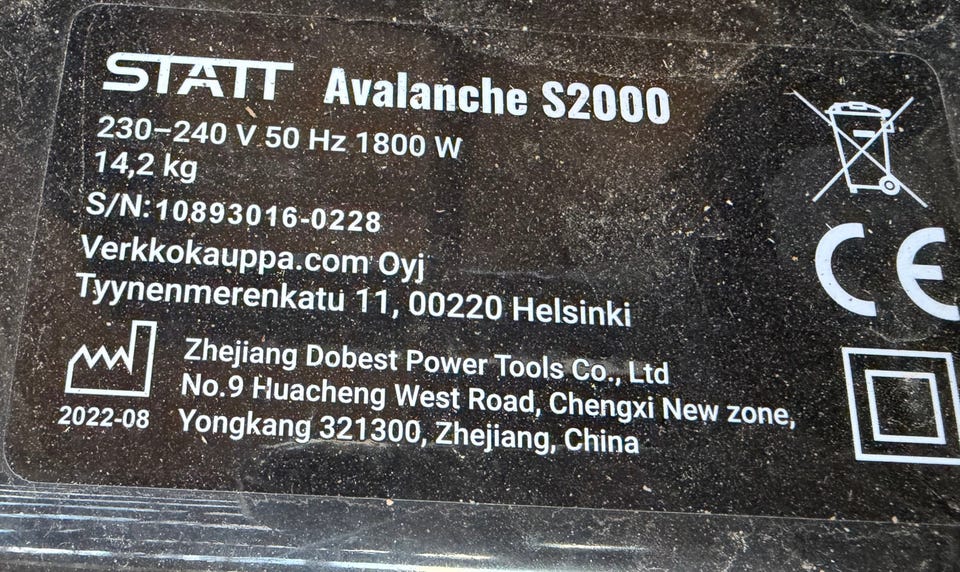 STATT Avalanche S2000
230–240 V 50 Hz 1800 W
14,2 kg
S/N:10893016-0228
Verkkokauppa.com Oyj
Tyynenmerenkatu 11, 00220 Helsinki
Zhejiang Dobest Power Tools Co., Ltd
No.9 Huacheng West Road, Chengxi New zone,
Yongkang 321300, Zhejiang, China
2022-08
CE